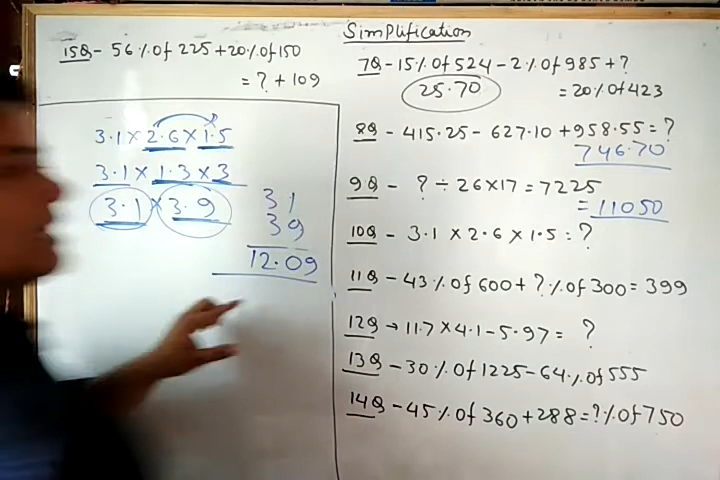 Simplification
15Q - 56% of 225 + 20% of 150
= ? + 109
3.1 × 2.6 × 1.5
3.1 × 1.3 × 3
3.1 × 3.9
31
39
12.09
7Q - 15% of 524 - 2% of 985 + ?
25.70 = 20% of 423
8Q - 415.25 - 627.10 + 958.55 = ?
746.70
9Q - ? ÷ 26 × 17 = 7225
= 11050
10Q - 3.1 × 2.6 × 1.5 = ?
11Q - 43% of 600 + ?% of 300 = 399
12Q → 11.7 × 4.1 - 5.97 = ?
13Q - 30% of 1225 - 64% of 555
14Q - 45% of 360 + 288 = ?% of 750